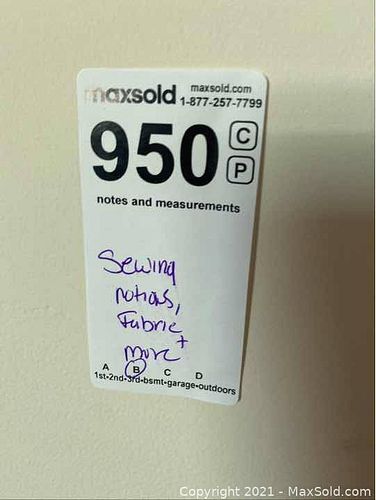 maxsold maxsold.com
1-877-257-7799
950 C
P
notes and measurements
Sewing
notions,
Fabric
+
more
A B C D
1st-2nd-3rd-bsmt-garage-outdoors
Copyright 2021 - MaxSold.com